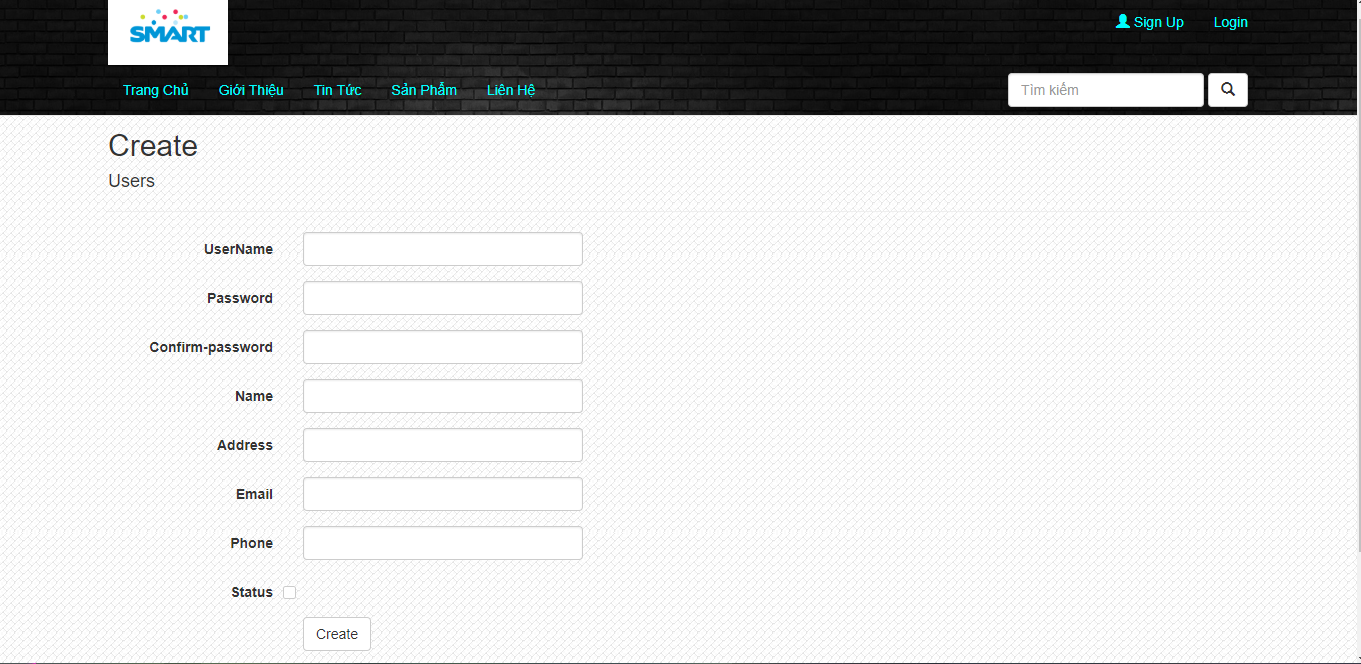 SMART
Sign Up Login
Trang Chủ Giới Thiệu Tin Tức Sản Phẩm Liên Hệ Tìm kiếm
Create
Users
UserName
Password
Confirm-password
Name
Address
Email
Phone
Status
Create